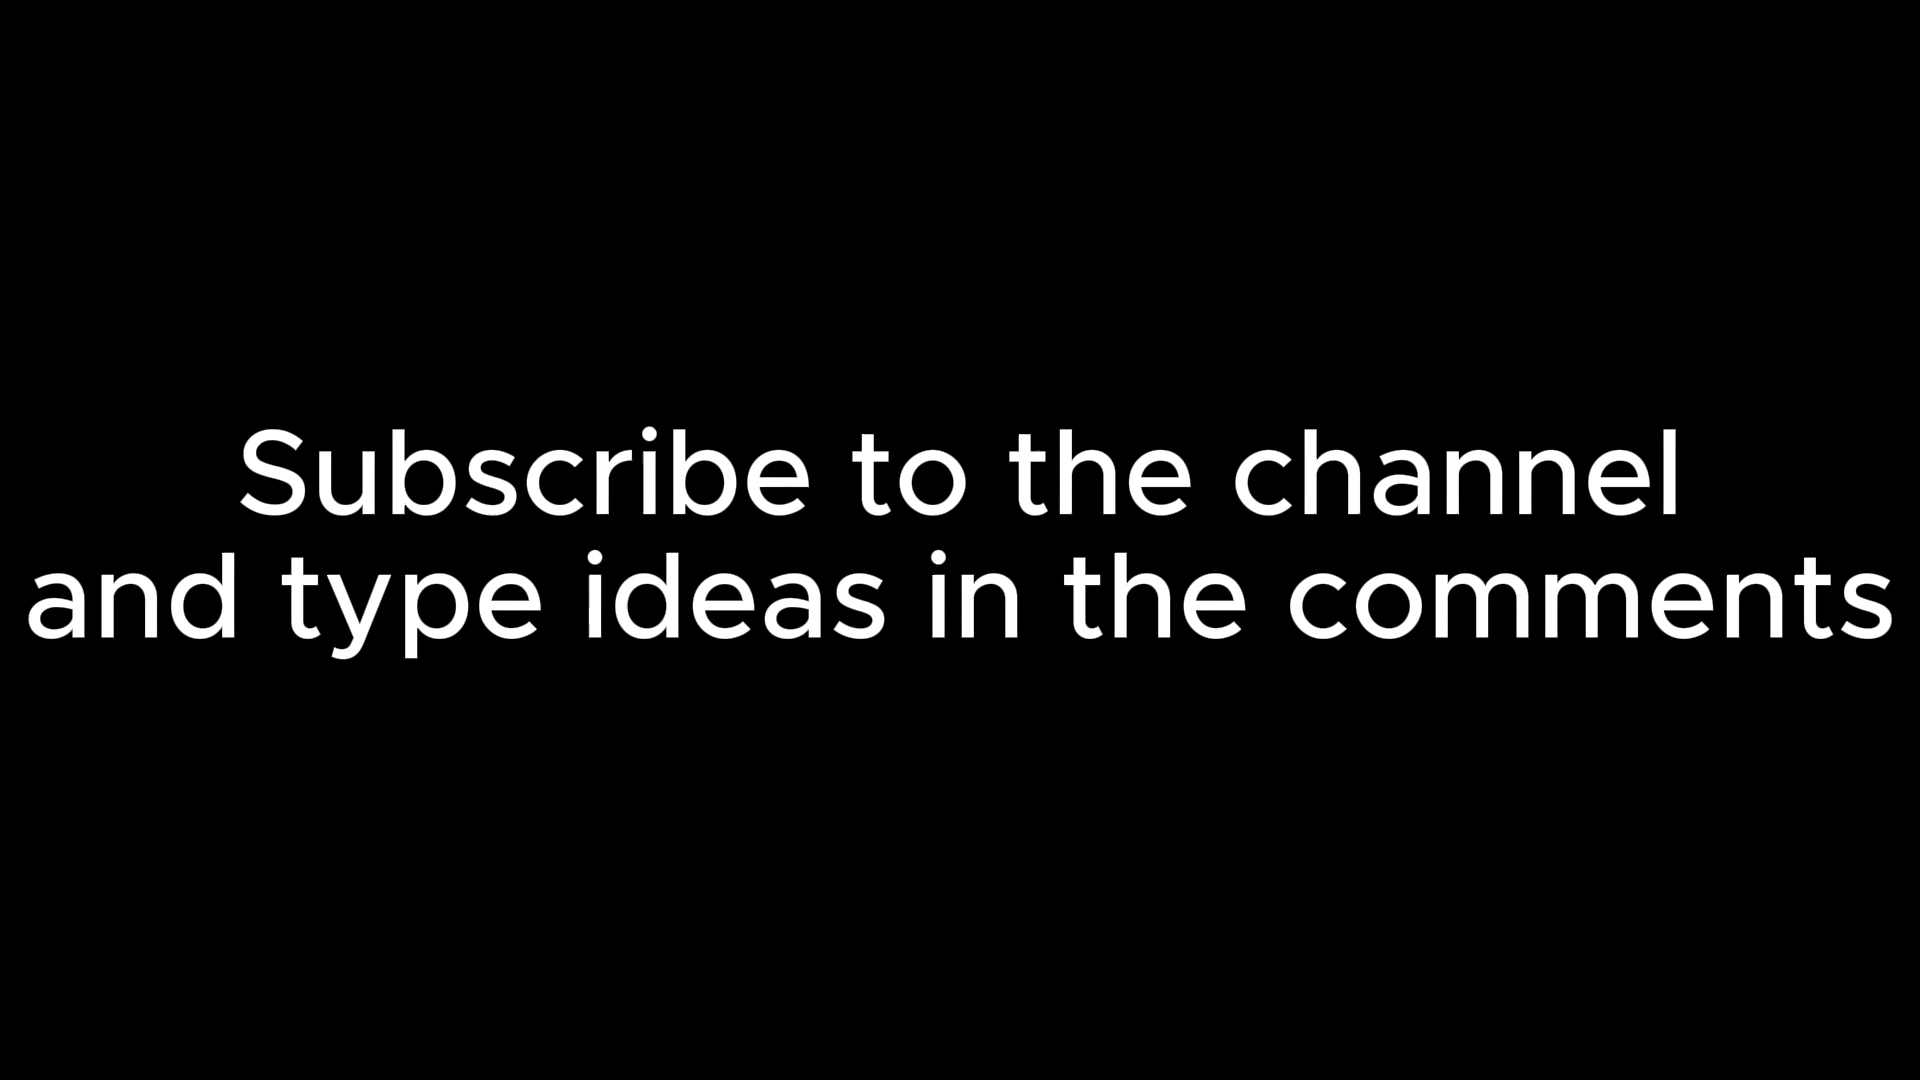 Subscribe to the channel
and type ideas in the comments